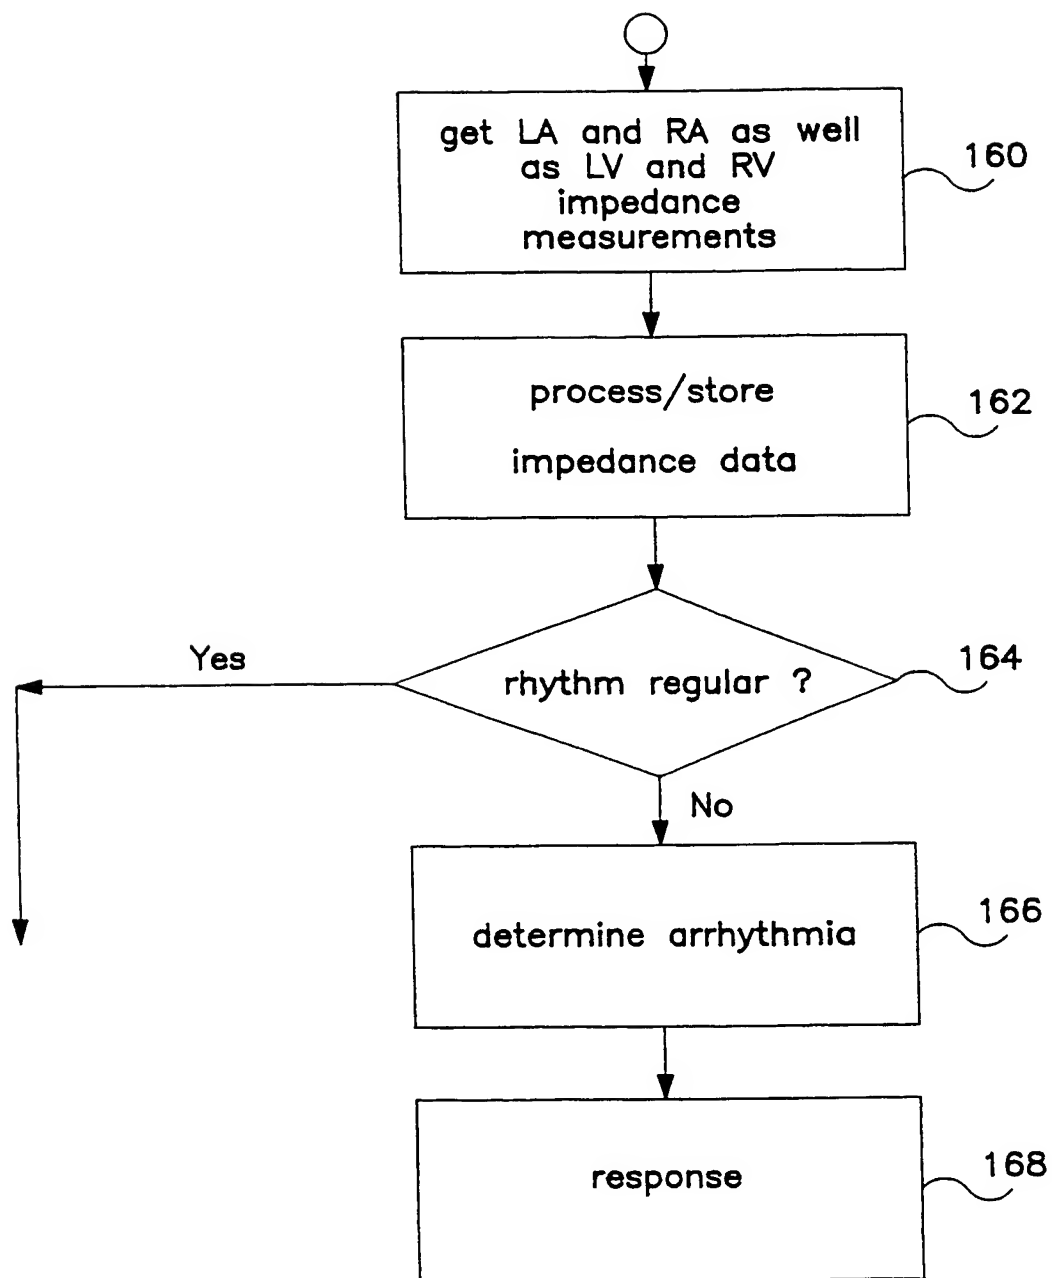 get LA and RA as well
as LV and RV
impedance
measurements
160
process/store
impedance data
162
Yes
rhythm regular ?
164
No
determine arrhythmia
166
response
168